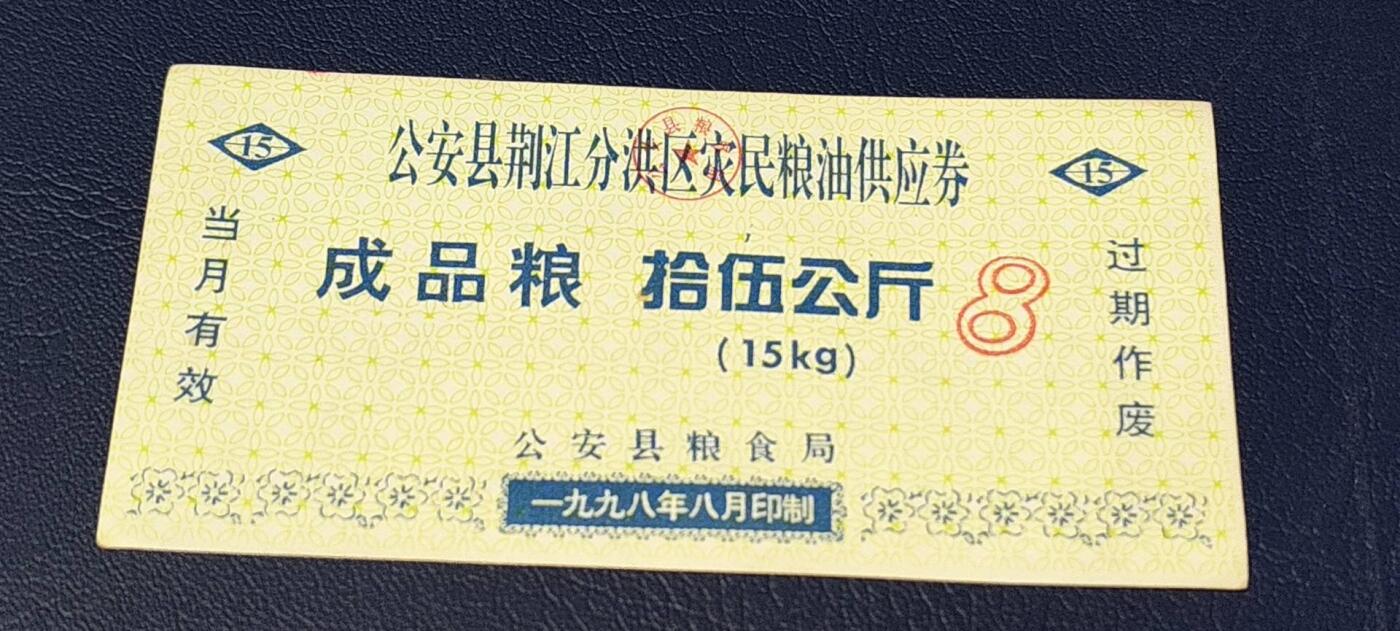 15
公安县荆江分洪区灾民粮油供应券
15
当月有效
成品粮 拾伍公斤
8
(15kg)
过期作废
公安县粮食局
一九九八年八月印制